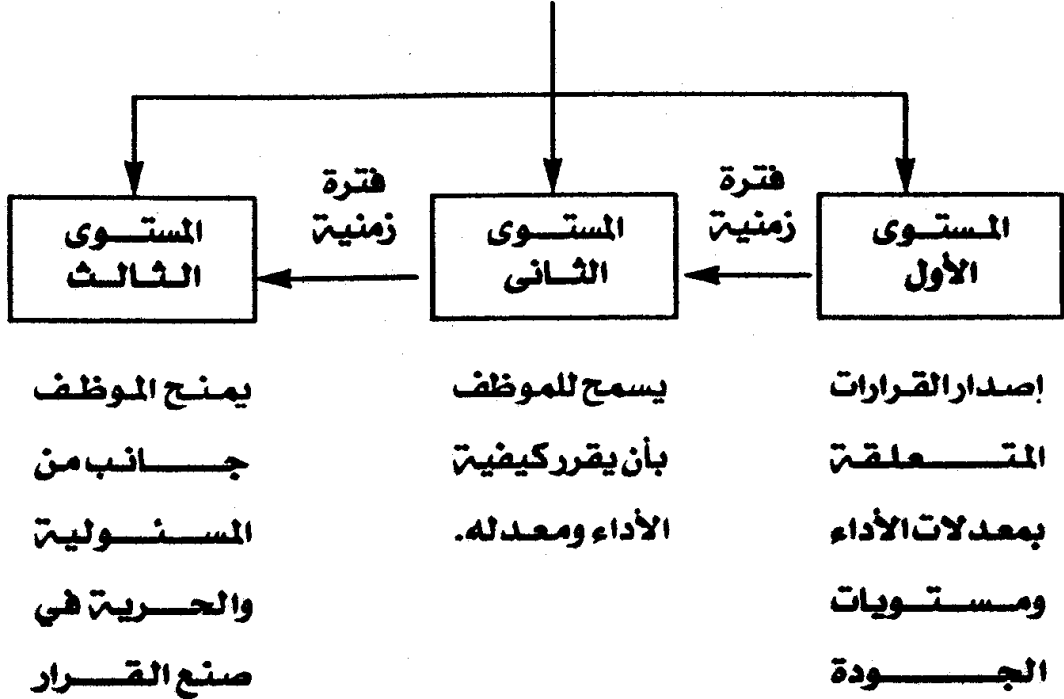 المستوى
الأول
فترة
زمنية
المستوى
الثانى
فترة
زمنية
المستوى
الثالث
إصدار القرارات
المتعلقة
بمعدلات الأداء
ومستويات
الجودة
يسمح للموظف
بأن يقرر كيفية
الأداء ومعدله.
يمنح الموظف
جانب من
المسئولية
والحرية في
صنع القرار